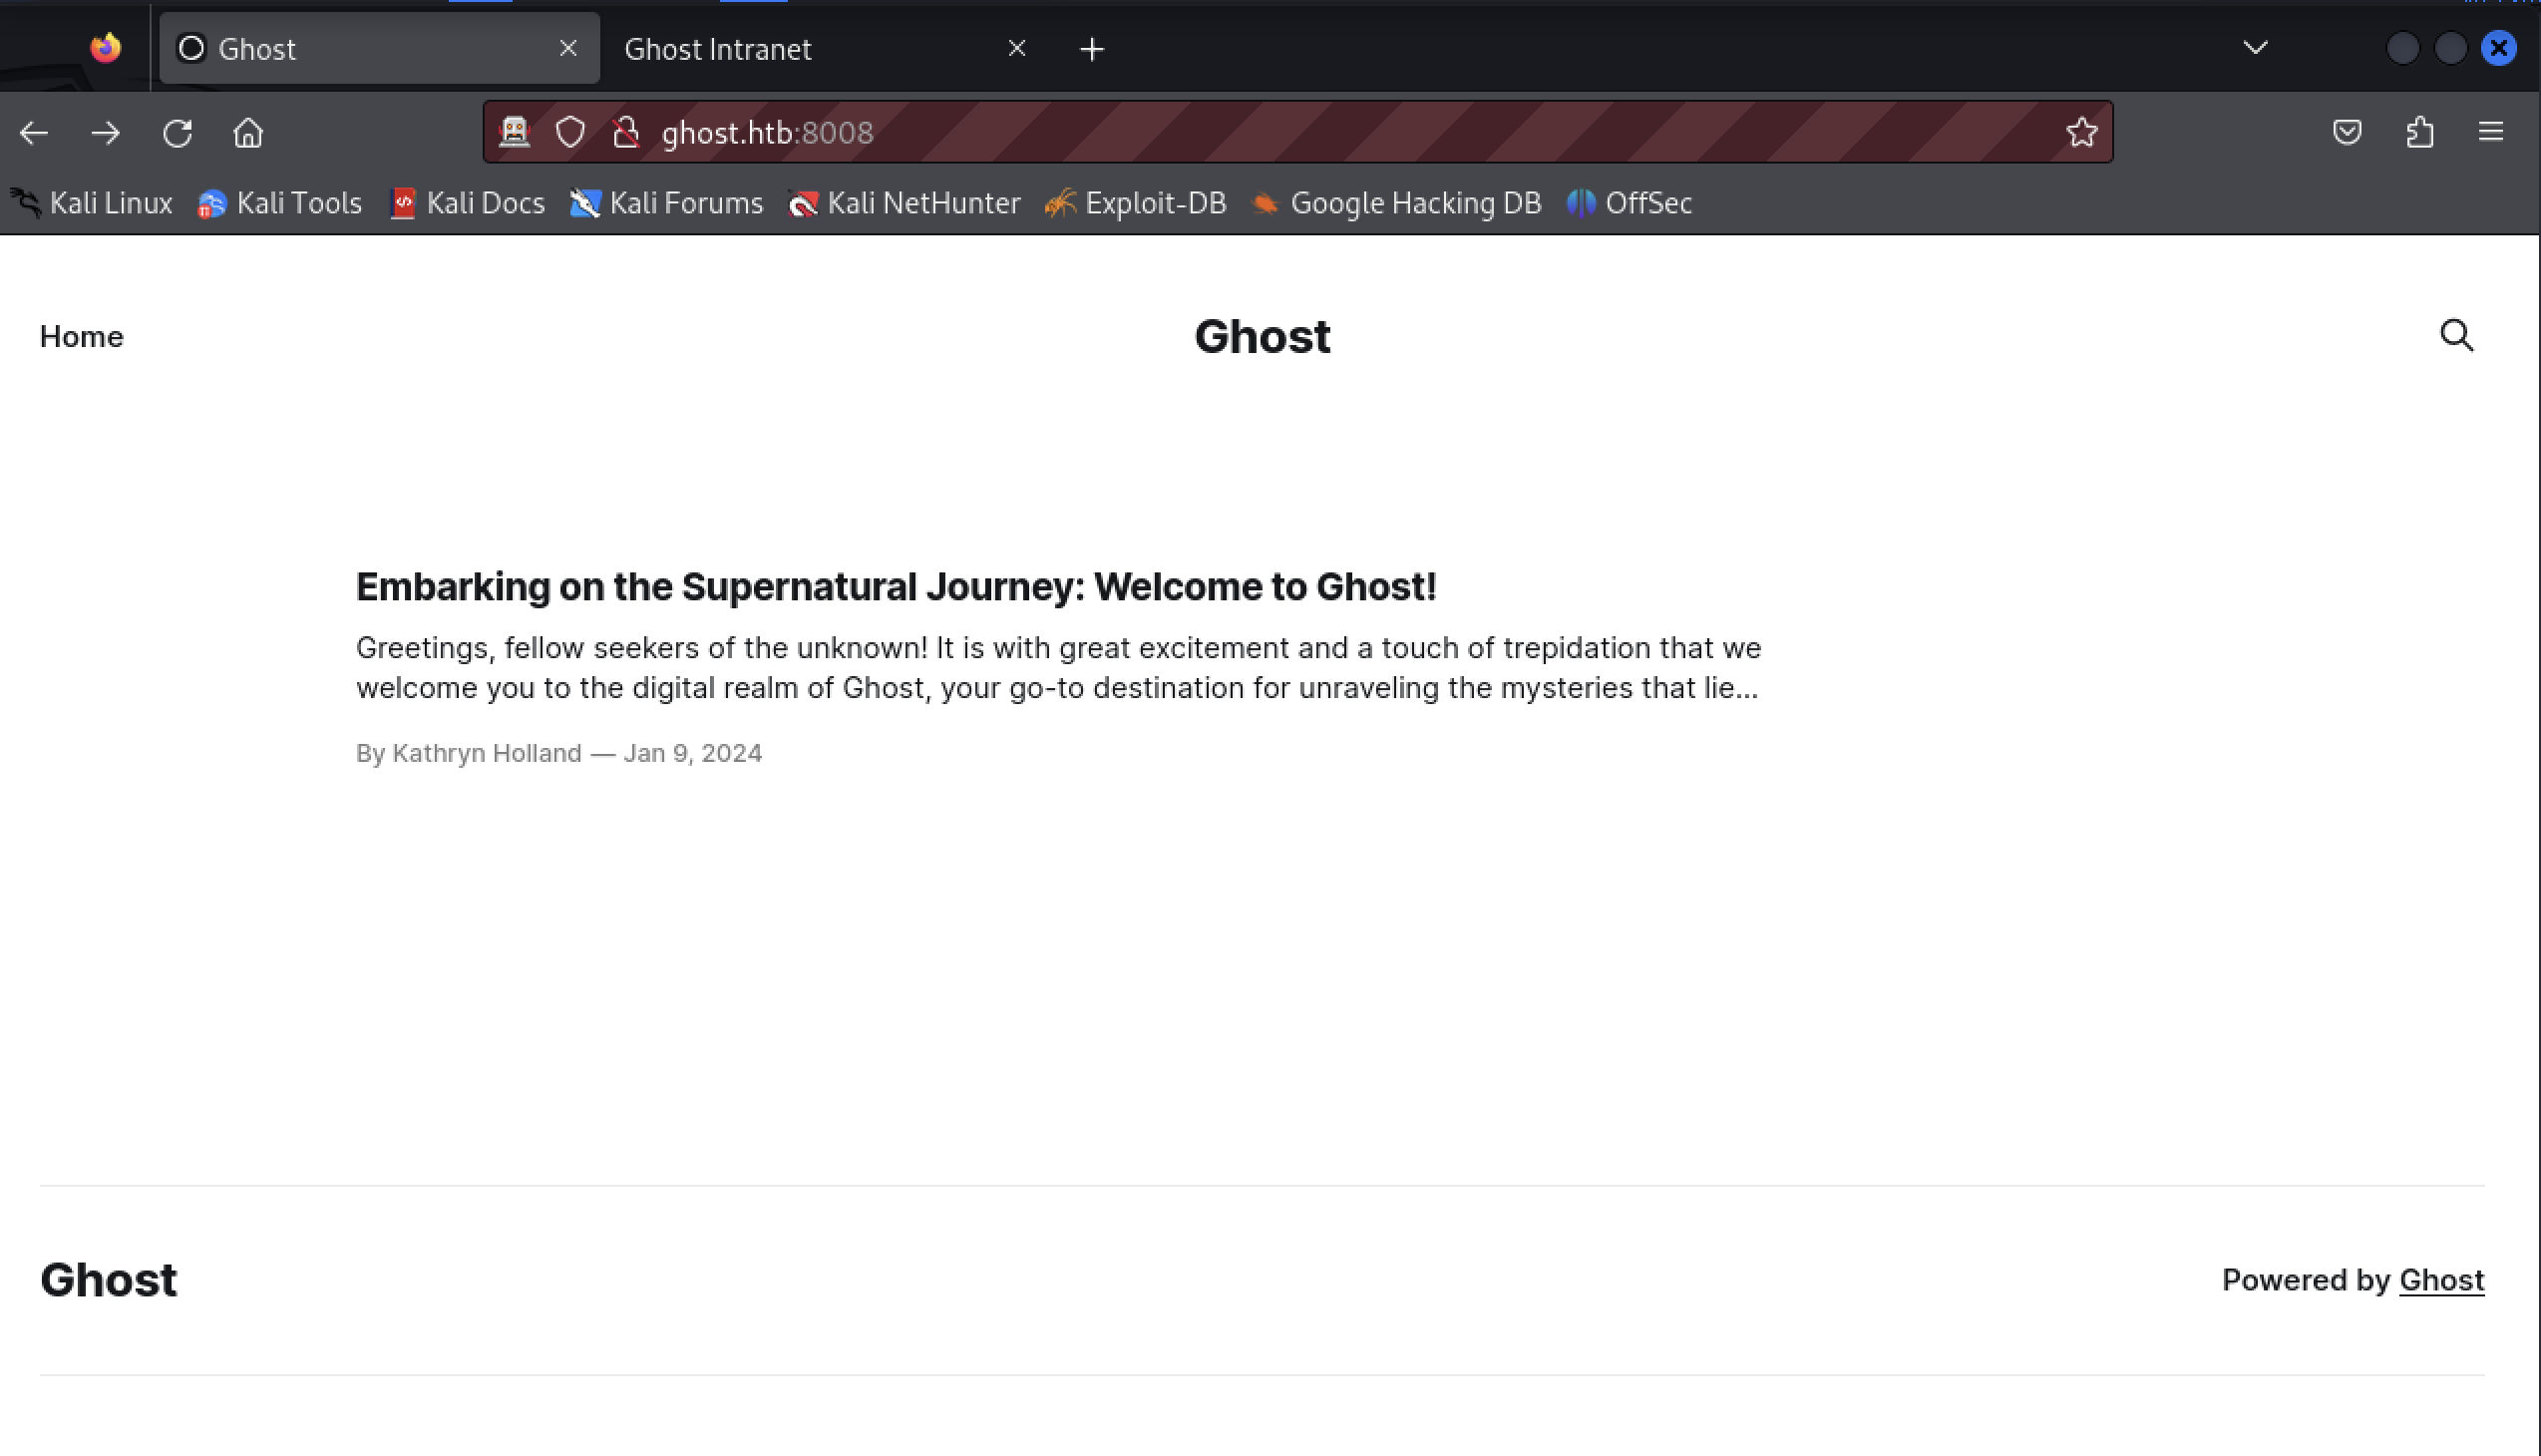 Ghost
Ghost Intranet
ghost.htb:8008
Kali Linux Kali Tools Kali Docs Kali Forums Kali NetHunter Exploit-DB Google Hacking DB OffSec
Home
Ghost
Embarking on the Supernatural Journey: Welcome to Ghost!
Greetings, fellow seekers of the unknown! It is with great excitement and a touch of trepidation that we
welcome you to the digital realm of Ghost, your go-to destination for unraveling the mysteries that lie...
By Kathryn Holland — Jan 9, 2024
Ghost
Powered by Ghost